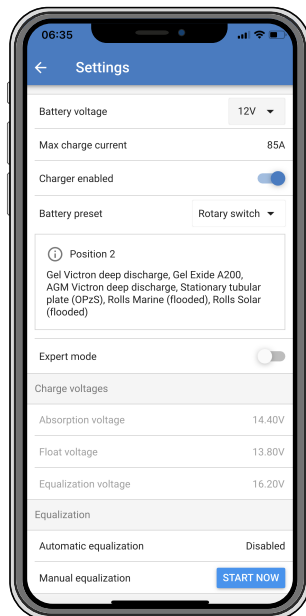 06:35
Settings
Battery voltage 12V
Max charge current 85A
Charger enabled
Battery preset Rotary switch
Position 2
Gel Victron deep discharge, Gel Exide A200,
AGM Victron deep discharge, Stationary tubular
plate (OPzS), Rolls Marine (flooded), Rolls Solar
(flooded)
Expert mode
Charge voltages
Absorption voltage 14.40V
Float voltage 13.80V
Equalization voltage 16.20V
Equalization
Automatic equalization Disabled
Manual equalization START NOW